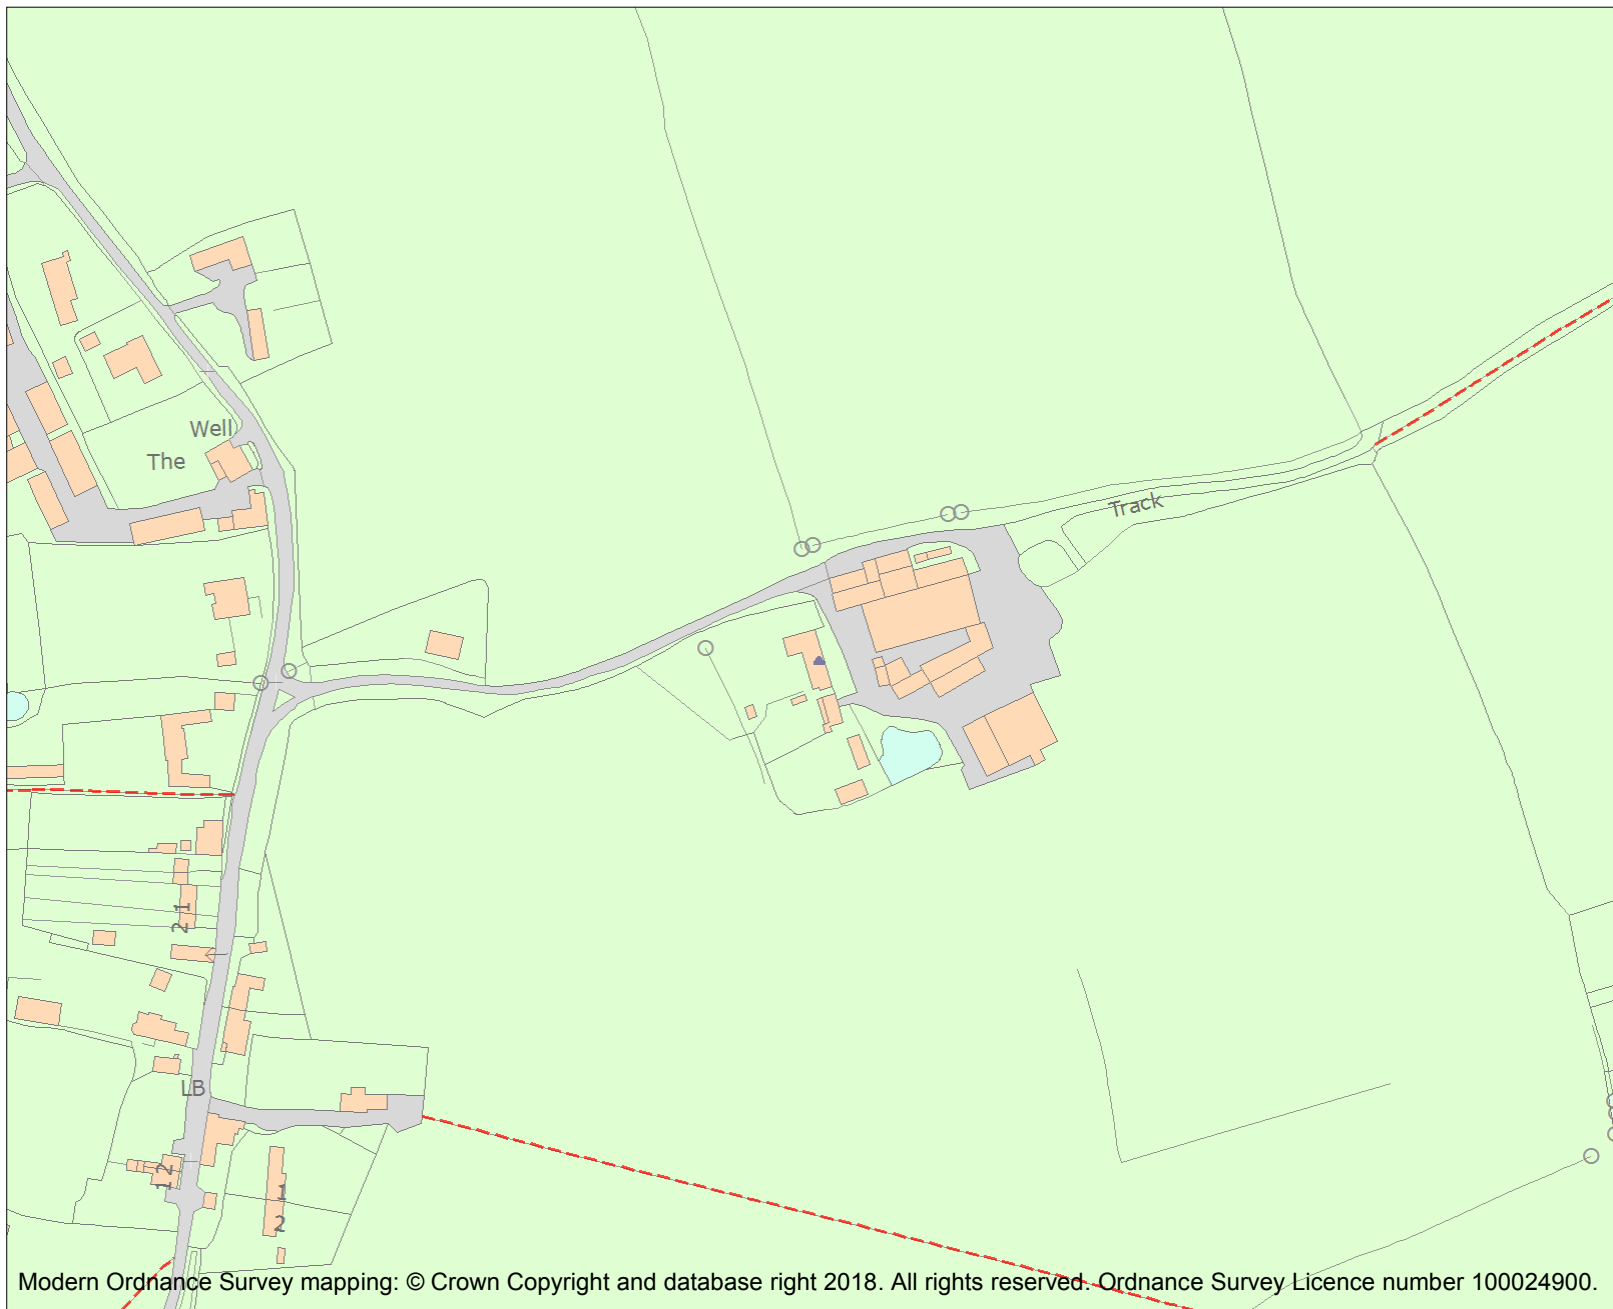 Well
The
Track
2 1
LB
12
1
2
Modern Ordnance Survey mapping: © Crown Copyright and database right 2018. All rights reserved. Ordnance Survey Licence number 100024900.